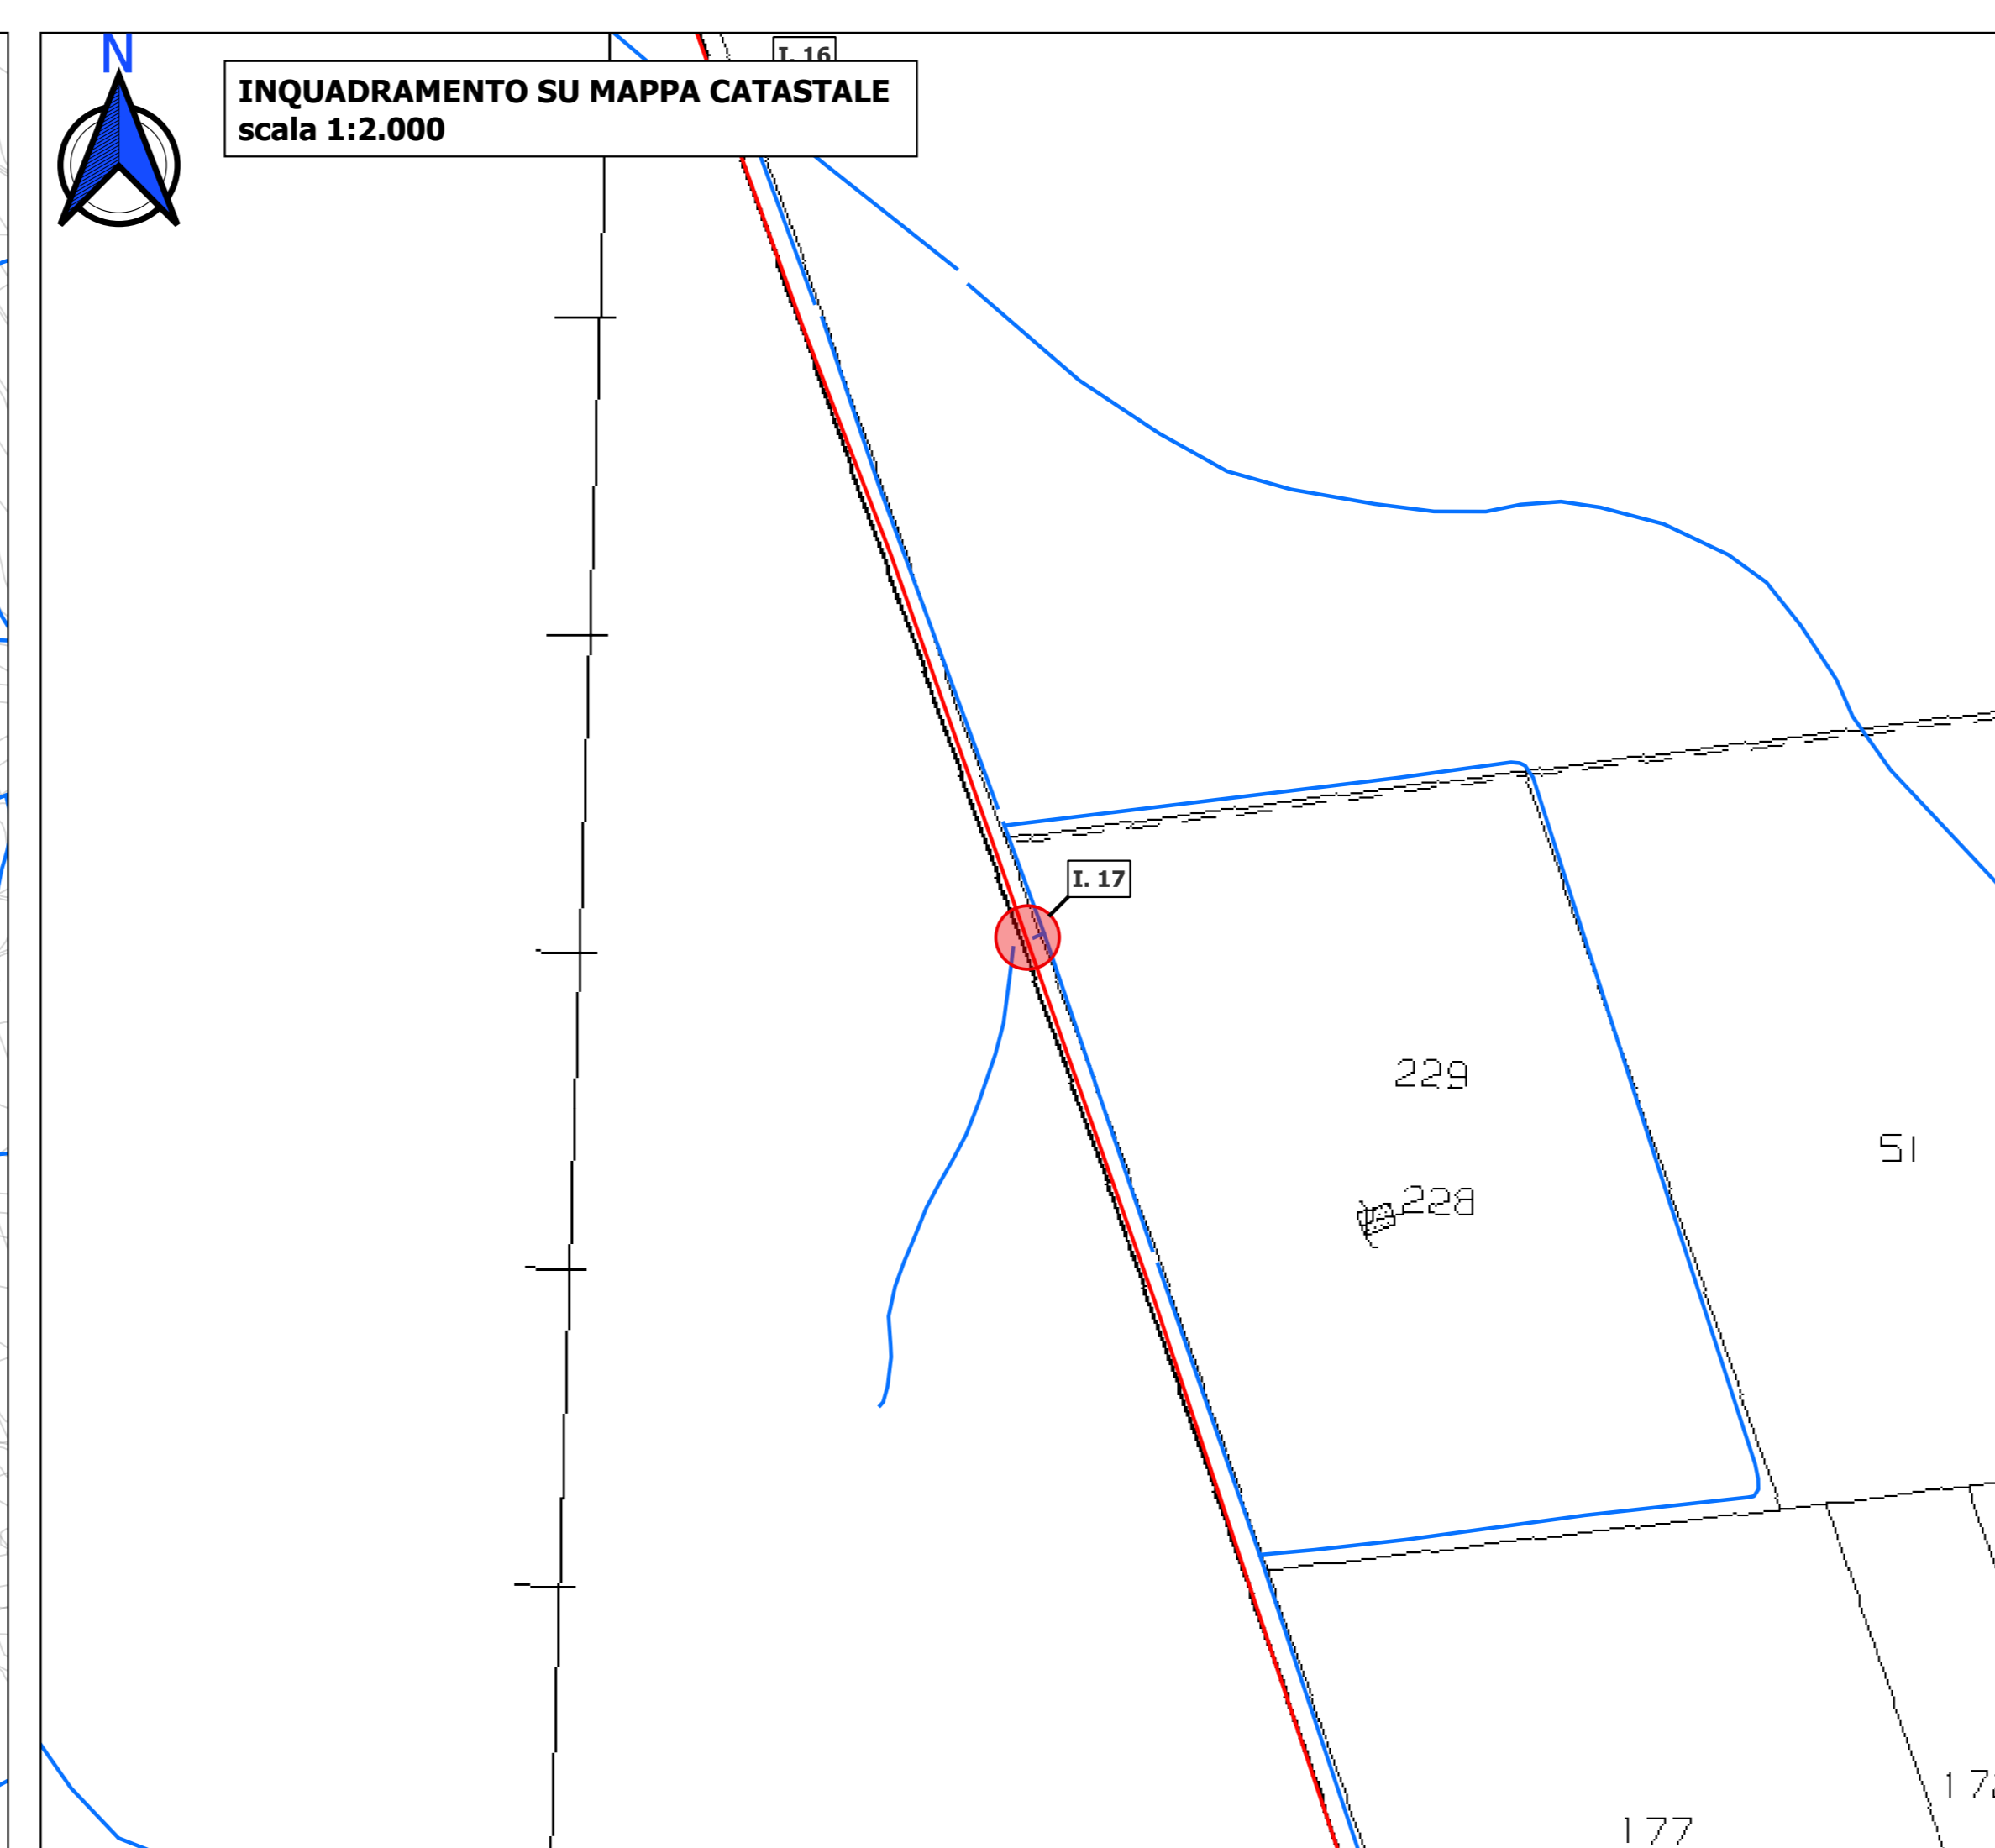 N
I. 16
INQUADRAMENTO SU MAPPA CATASTALE
scala 1:2.000
I. 17
229
51
228
177